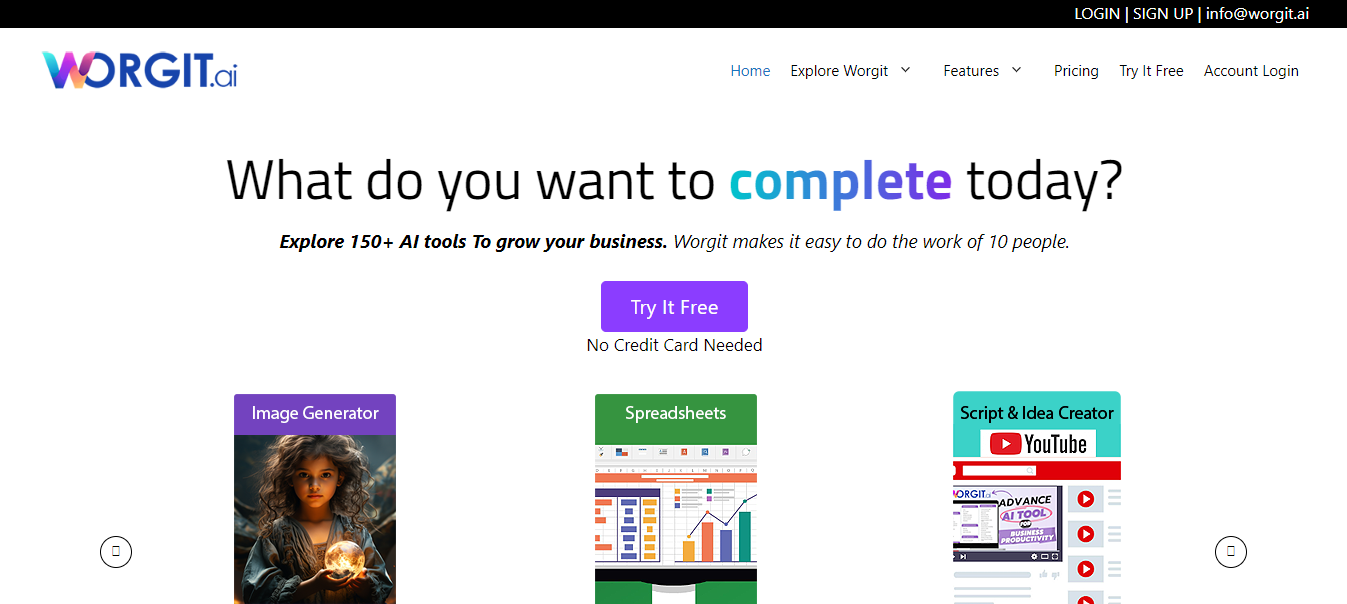 LOGIN | SIGN UP | info@worgit.ai
WORGIT.ai
Home Explore Worgit Features Pricing Try It Free Account Login
What do you want to complete today?
Explore 150+ AI tools To grow your business. Worgit makes it easy to do the work of 10 people.
Try It Free
No Credit Card Needed
Image Generator
Spreadsheets
Script & Idea Creator
YouTube
ORGIT.ai
ADVANCE
AI TOOL
FOR
BUSINESS
PRODUCTIVITY